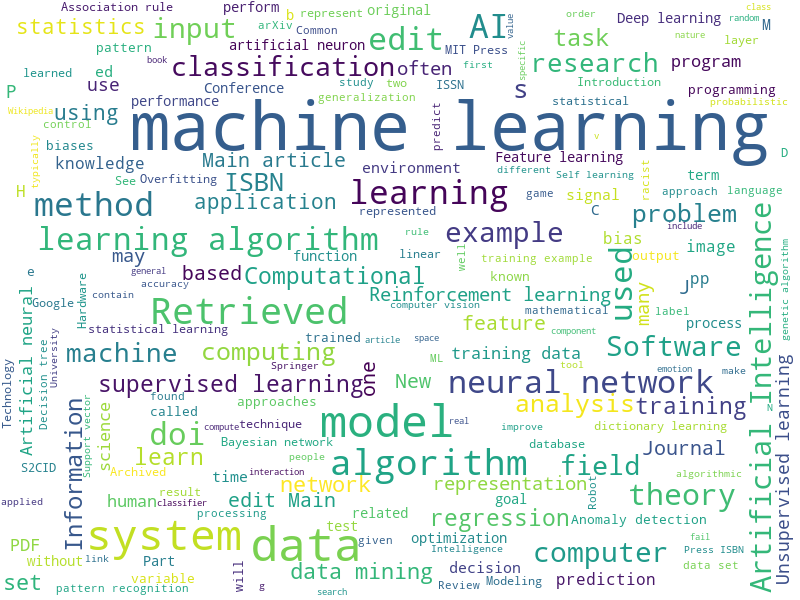 Association rule
perform
b
represent
original
AI
order
random
class
M
statistics
input
arXiv
Common
edit
MIT Press
value
task
Deep learning
layer
nature
pattern
artificial neuron
classification
often
first
research
program
learned
ed
book
study
two
ISSN
specific
Introduction
P
use
Conference
s
programming
Wikipedia
using
performance
generalization
statistical
probabilistic
control
machine learning
predict
v
biases
D
typically
knowledge
See
Overfitting
Main article
environment
Feature learning
different
Self learning
racist
term
H
method
ISBN
application
learning
represented
game
signal
approach
language
C
problem
learning algorithm
may
rule
function
linear
well
example
training example
bias
image
include
output
e
general
based
Computational
known
used
many
J
pp
Artificial Intelligence
genetic algorithm
Google
contain
accuracy
Hardware
Retrieved
Reinforcement learning
computer vision
mathematical
label
process
statistical learning
trained
article
space
feature
component
Artificial neural
Decision tree
University
Technology
machine
computing
ML
training data
Software
Springer
emotion
make
tool
supervised learning
one
New
neural network
analysis
training
N
Unsupervised learning
found
called
approaches
model
real
improve
dictionary learning
Information
Support vector
science
doi
compute
technique
Bayesian network
database
Journal
S2CID
learn
people
algorithm
field
Archived
time
interaction
network
representation
goal
Robot
algorithmic
applied
human
result
classifier
edit Main
related
regression
theory
system
processing
test
Anomaly detection
PDF
data
given
optimization
Intelligence
computer
fail
Press ISBN
without
link
Part
will
decision
data set
set
variable
g
data mining
Review
Modeling
prediction
pattern recognition
search